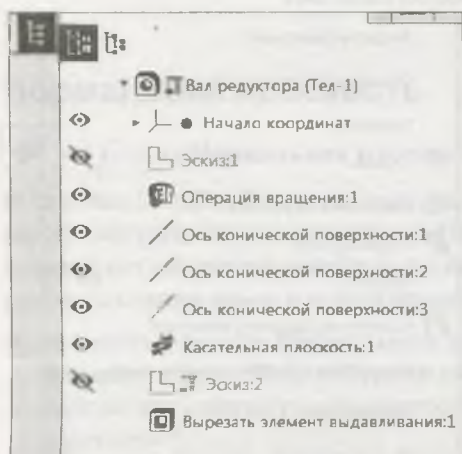 Вал редуктора (Тел-1)
Начало координат
Эскиз:1
Операция вращения:1
Ось конической поверхности:1
Ось конической поверхности:2
Ось конической поверхности:3
Касательная плоскость:1
Эскиз:2
Вырезать элемент выдавливания:1